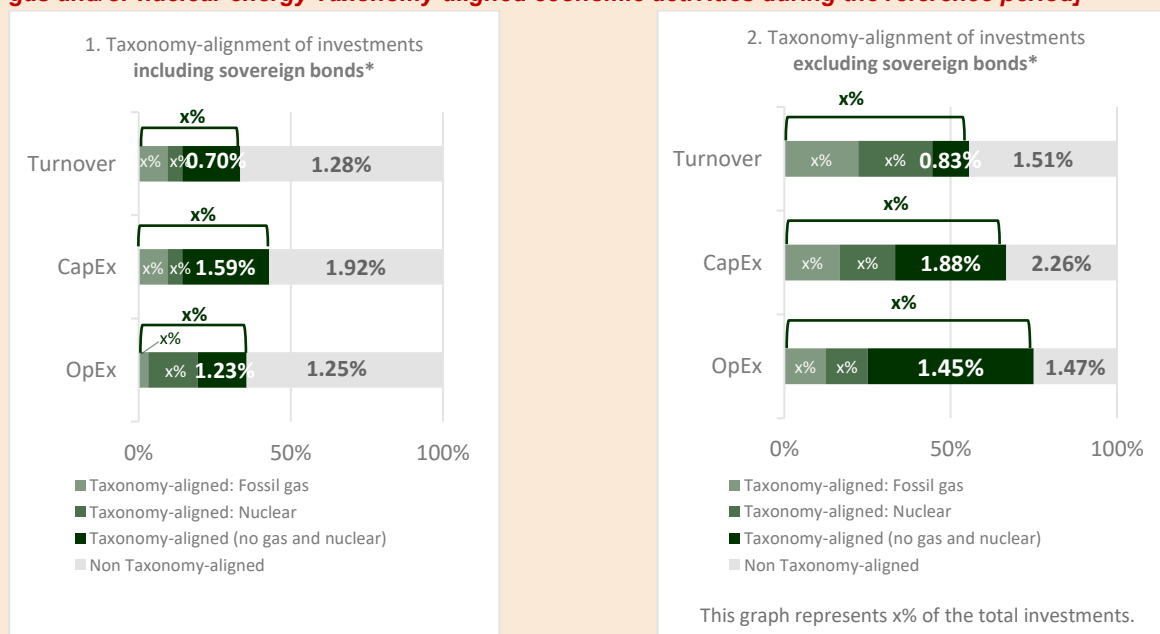 gas and/or nuclear energy Taxonomy-aligned economic activities during the reference period]
1. Taxonomy-alignment of investments
including sovereign bonds*
x%
Turnover
x%
x%
0.70%
1.28%
x%
CapEx
x%
x%
1.59%
1.92%
x%
x%
OpEx
x%
1.23%
1.25%
0%
50%
100%
Taxonomy-aligned: Fossil gas
Taxonomy-aligned: Nuclear
Taxonomy-aligned (no gas and nuclear)
Non Taxonomy-aligned
2. Taxonomy-alignment of investments
excluding sovereign bonds*
x%
Turnover
x%
x%
0.83%
1.51%
x%
CapEx
x%
x%
1.88%
2.26%
x%
OpEx
x%
x%
1.45%
1.47%
0%
50%
100%
Taxonomy-aligned: Fossil gas
Taxonomy-aligned: Nuclear
Taxonomy-aligned (no gas and nuclear)
Non Taxonomy-aligned
This graph represents x% of the total investments.